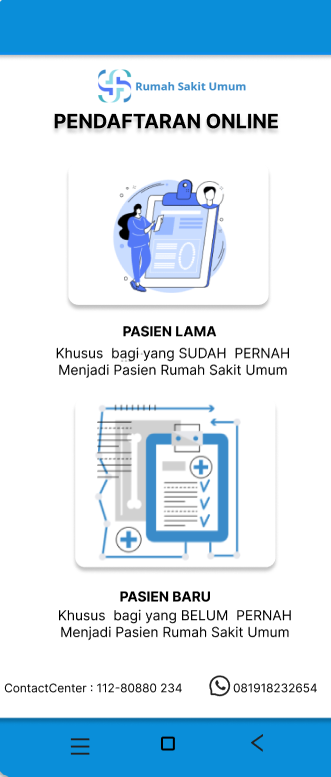 Rumah Sakit Umum
PENDAFTARAN ONLINE
PASIEN LAMA
Khusus bagi yang SUDAH PERNAH
Menjadi Pasien Rumah Sakit Umum
PASIEN BARU
Khusus bagi yang BELUM PERNAH
Menjadi Pasien Rumah Sakit Umum
ContactCenter : 112-80880 234 081918232654